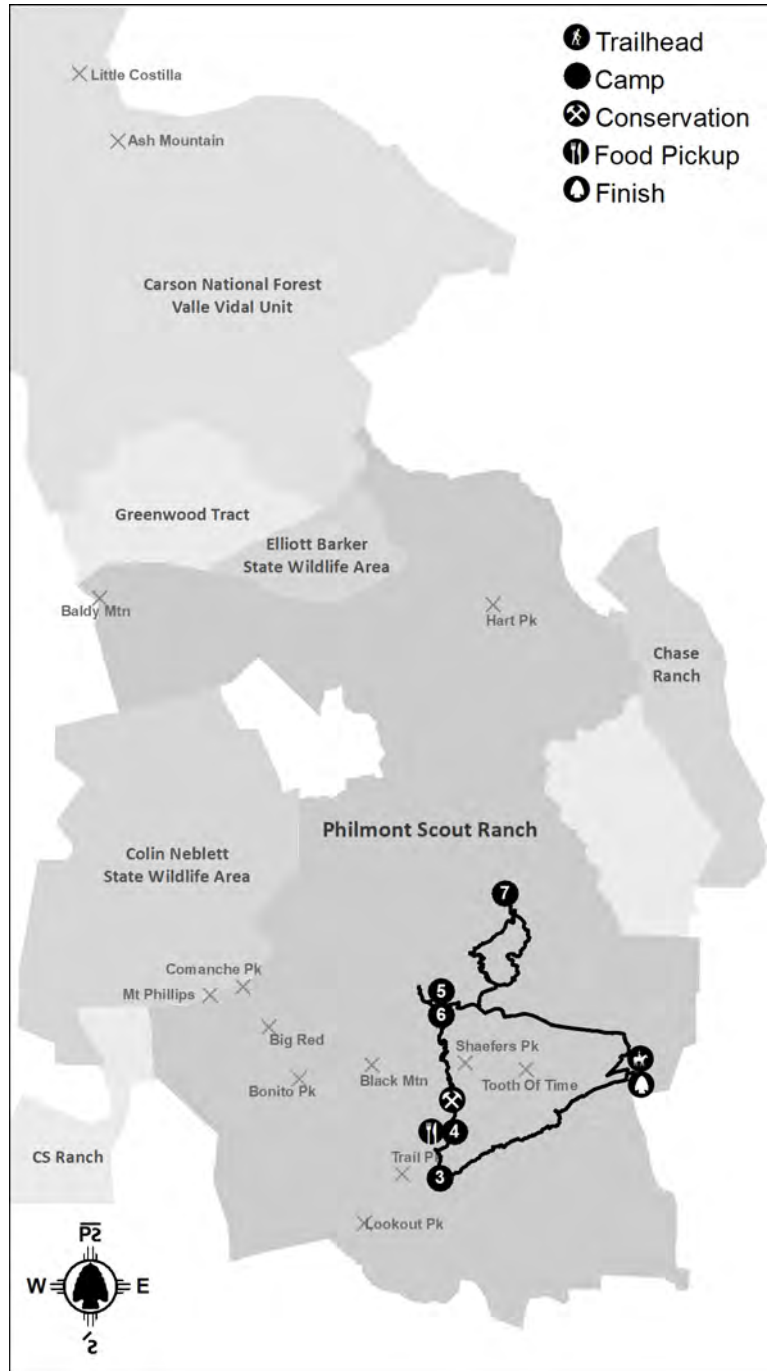 Trailhead
Camp
Conservation
Food Pickup
Finish
Little Costilla
Ash Mountain
Carson National Forest
Valle Vidal Unit
Greenwood Tract
Elliott Barker
State Wildlife Area
Baldy Mtn
Hart Pk
Chase
Ranch
Philmont Scout Ranch
Colin Neblett
State Wildlife Area
7
Comanche Pk
Mt Phillips
5
6
Big Red
Shaefers Pk
Black Mtn
Tooth Of Time
Bonito Pk
4
CS Ranch
Trail Pk
3
Lookout Pk
W
E